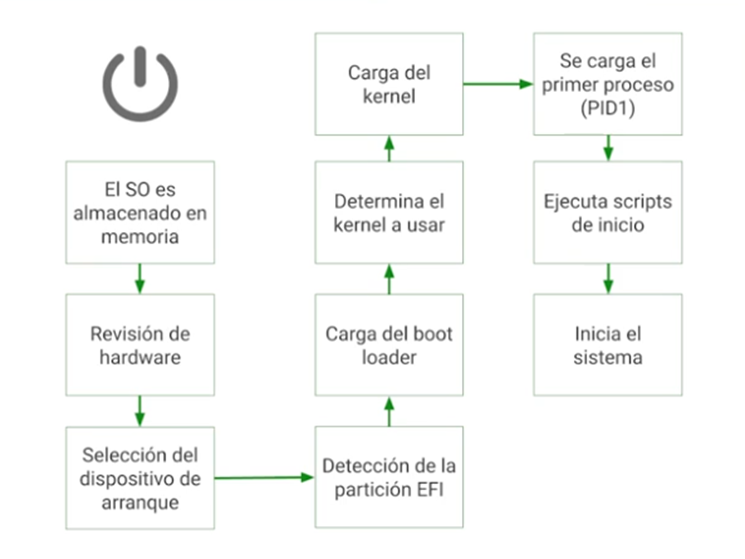 El SO es
almacenado en
memoria
Revisión de
hardware
Selección del
dispositivo de
arranque
Detección de la
partición EFI
Carga del boot
loader
Determina el
kernel a usar
Carga del
kernel
Se carga el
primer proceso
(PID1)
Ejecuta scripts
de inicio
Inicia el
sistema